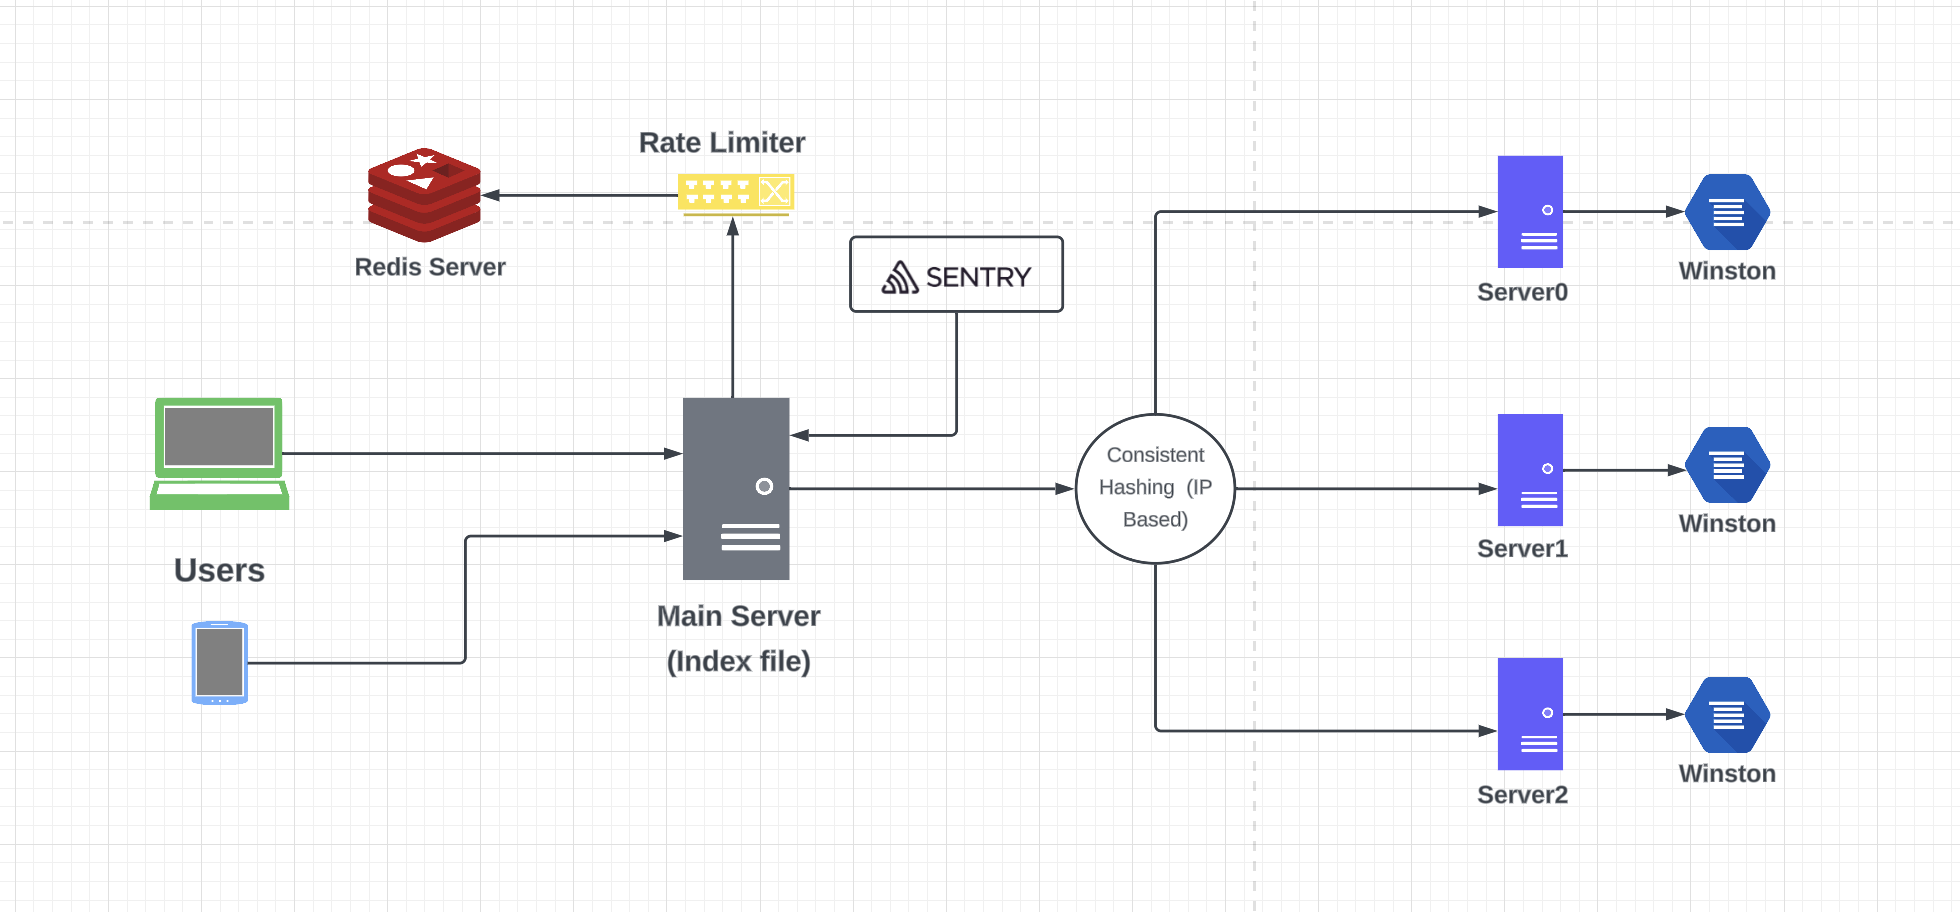 Rate Limiter
Redis Server
SENTRY
Users
Main Server
(Index file)
Consistent
Hashing (IP
Based)
Server0
Winston
Server1
Winston
Server2
Winston